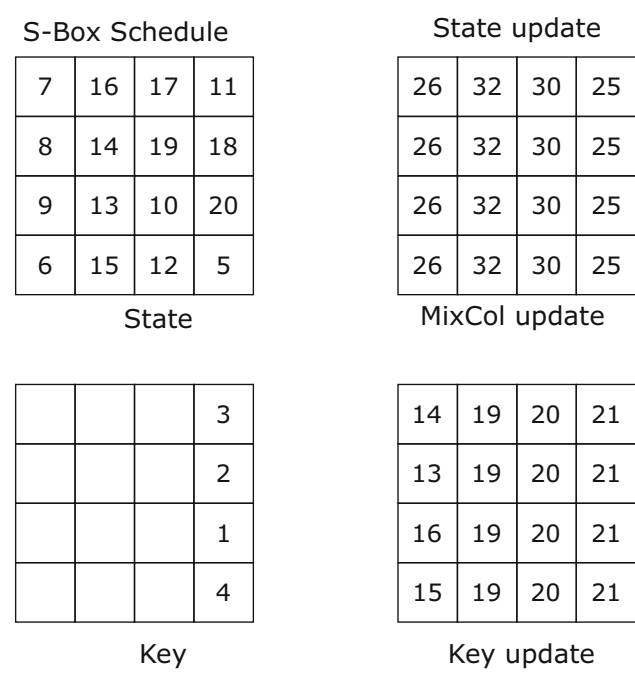 S-Box Schedule
7 16 17 11
8 14 19 18
9 13 10 20
6 15 12 5
State
State update
26 32 30 25
26 32 30 25
26 32 30 25
26 32 30 25
MixCol update
3
2
1
4
Key
14 19 20 21
13 19 20 21
16 19 20 21
15 19 20 21
Key update